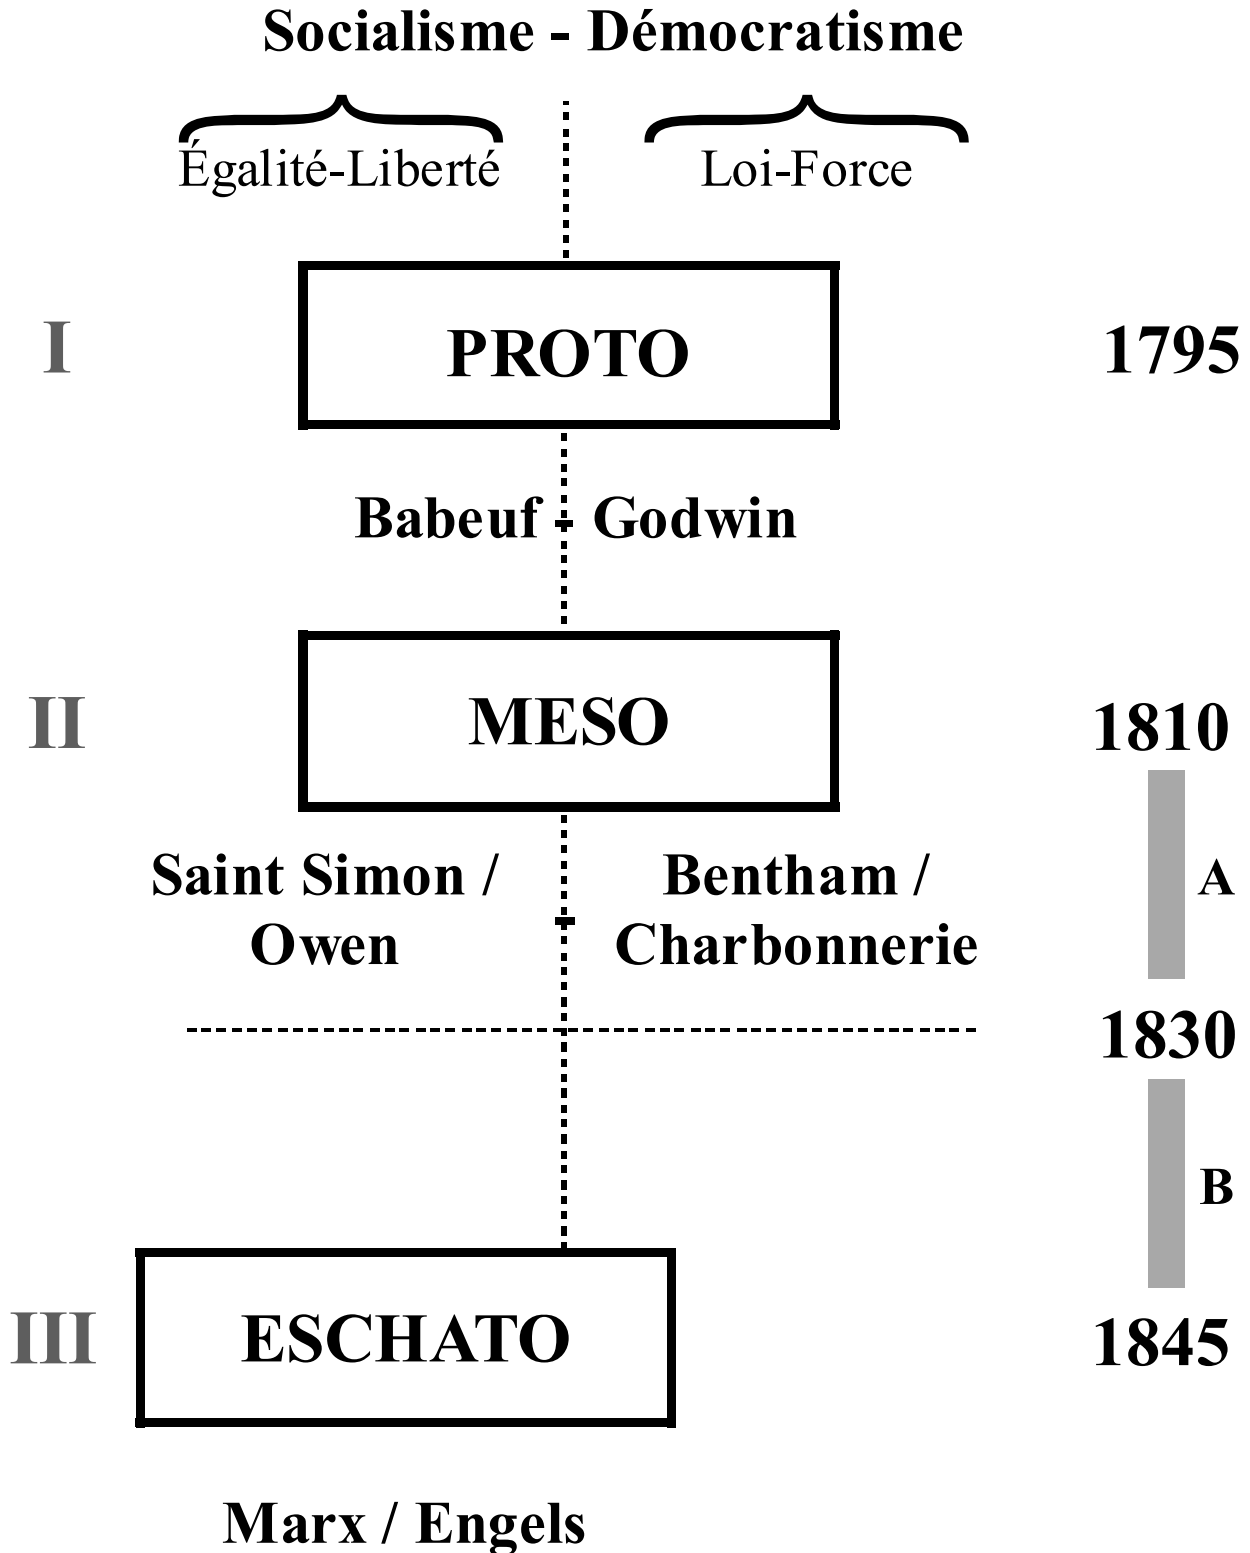 Socialisme - Démocratisme
Égalité-Liberté Loi-Force
I PROTO 1795
Babeuf - Godwin
II MESO 1810
Saint Simon / Bentham / A
Owen - Charbonnerie
1830
B
III ESCHATO 1845
Marx / Engels